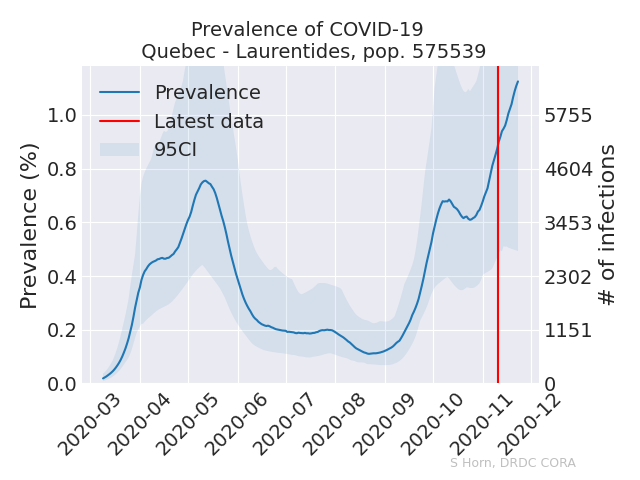 Prevalence of COVID-19
Quebec - Laurentides, pop. 575539
Prevalence
Latest data
95CI
Prevalence (%)
1.0
0.8
0.6
0.4
0.2
0.0
5755
4604
3453
2302
1151
0
# of infections
2020-03
2020-04
2020-05
2020-06
2020-07
2020-08
2020-09
2020-10
2020-11
2020-12
S Horn, DRDC CORA